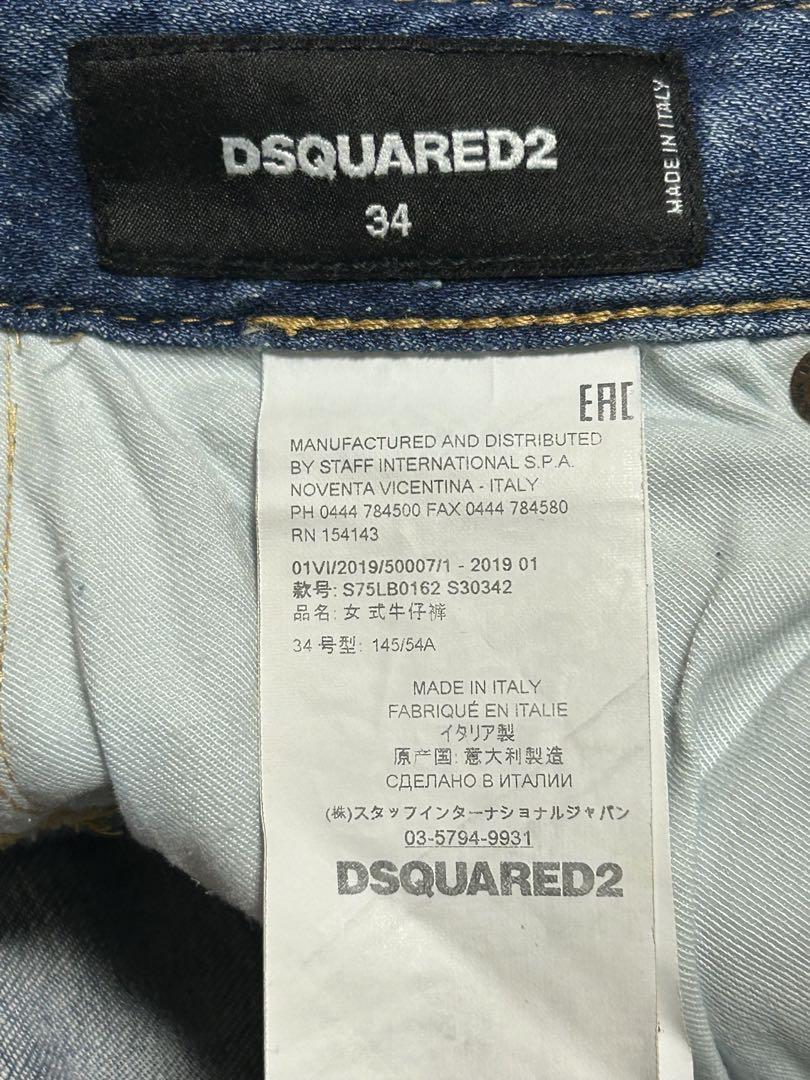 DSQUARED2
34
MADE IN ITALY
EAC
MANUFACTURED AND DISTRIBUTED
BY STAFF INTERNATIONAL S.P.A.
NOVENTA VICENTINA - ITALY
PH 0444 784500 FAX 0444 784580
RN 154143
01VI/2019/50007/1 - 2019 01
款号: S75LB0162 S30342
品名: 女 式牛仔裤
34 号型: 145/54A
MADE IN ITALY
FABRIQUÉ EN ITALIE
イタリア製
原产国: 意大利製造
СДЕЛАНО В ИТАЛИИ
(株)スタッフインターナショナルジャパン
03-5794-9931
DSQUARED2